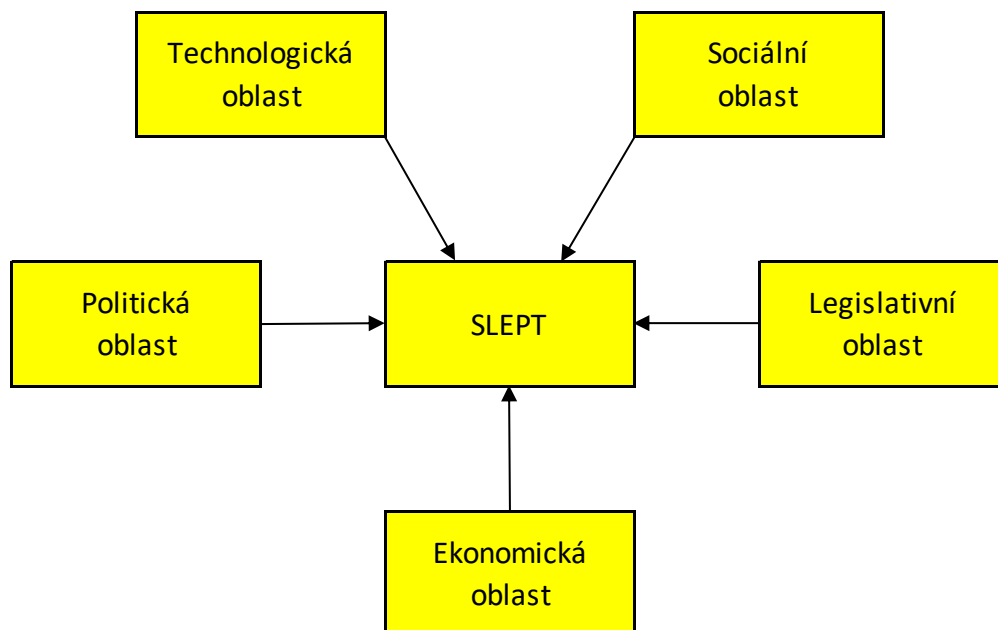 Technologická
oblast
Sociální
oblast
Politická
oblast
SLEPT
Legislativní
oblast
Ekonomická
oblast